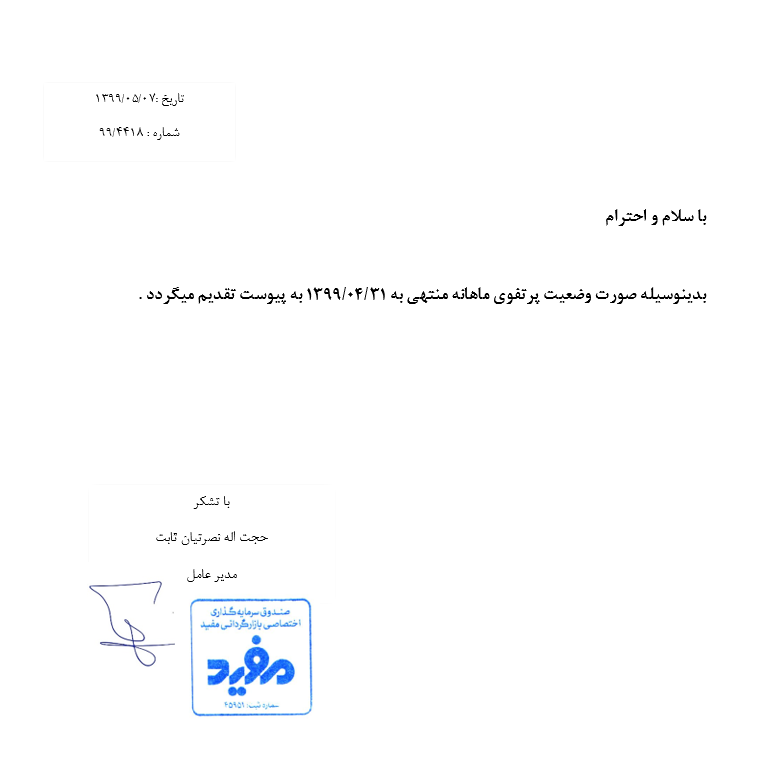 تاریخ :۱۳۹۹/۰۵/۰۷
شماره : ۹۹/۴۴۱۸
با سلام و احترام
بدینوسیله صورت وضعیت پرتفوی ماهانه منتهی به ۱۳۹۹/۰۴/۳۱ به پیوست تقدیم میگردد .
با تشکر
حجت اله نصرتیان ثابت
مدیر عامل
صندوق سرمایه‌گذاری
اختصاصی بازارگردانی مفید
مفید
شماره ثبت: ۴۵۹۵۱